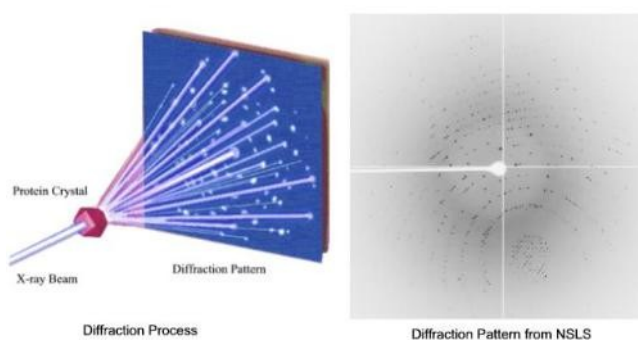 Protein Crystal
X-ray Beam
Diffraction Pattern
Diffraction Process
Diffraction Pattern from NSLS